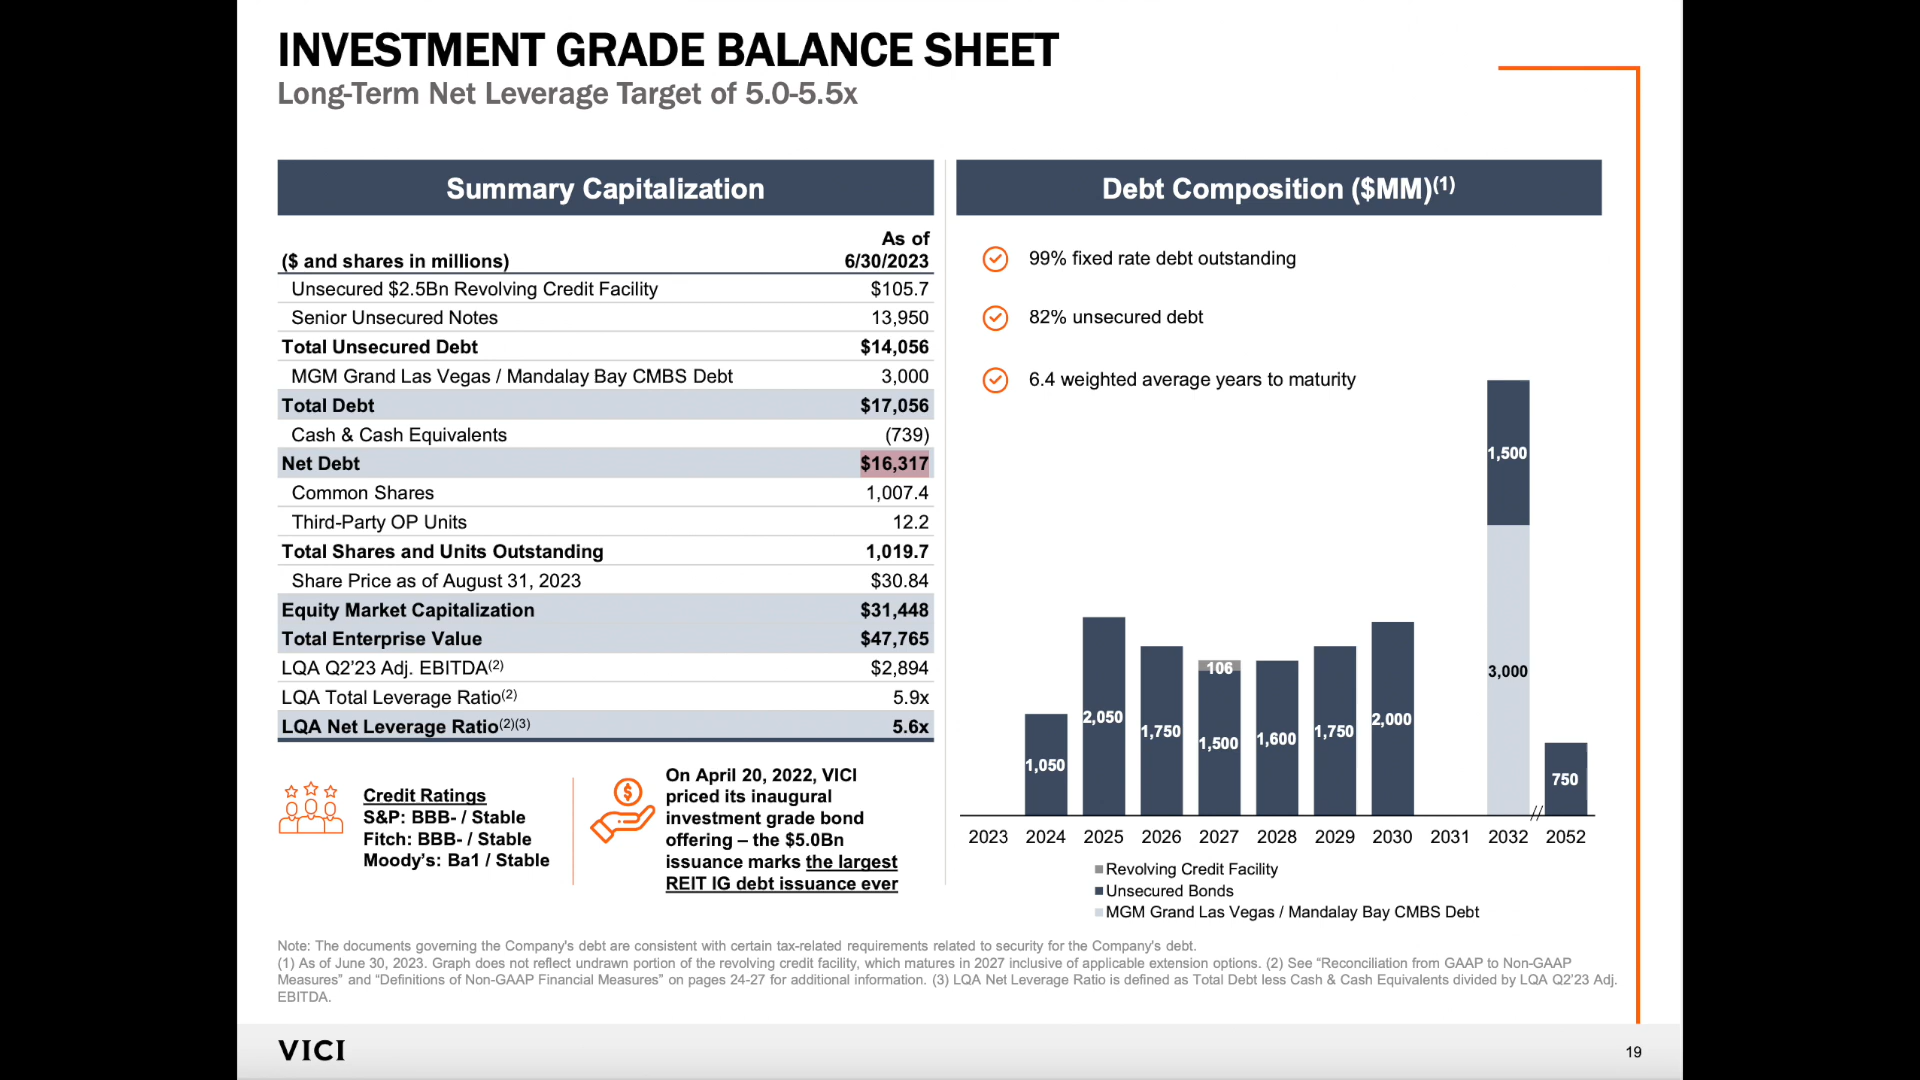 INVESTMENT GRADE BALANCE SHEET
Long-Term Net Leverage Target of 5.0-5.5x
Summary Capitalization
($ and shares in millions) As of 6/30/2023
Unsecured $2.5Bn Revolving Credit Facility $105.7
Senior Unsecured Notes 13,950
Total Unsecured Debt $14,056
MGM Grand Las Vegas / Mandalay Bay CMBS Debt 3,000
Total Debt $17,056
Cash & Cash Equivalents (739)
Net Debt $16,317
Common Shares 1,007.4
Third-Party OP Units 12.2
Total Shares and Units Outstanding 1,019.7
Share Price as of August 31, 2023 $30.84
Equity Market Capitalization $31,448
Total Enterprise Value $47,765
LQA Q2'23 Adj. EBITDA(2) $2,894
LQA Total Leverage Ratio(2) 5.9x
LQA Net Leverage Ratio(2)(3) 5.6x
Credit Ratings
S&P: BBB- / Stable
Fitch: BBB- / Stable
Moody's: Ba1 / Stable
On April 20, 2022, VICI
priced its inaugural
investment grade bond
offering – the $5.0Bn
issuance marks the largest
REIT IG debt issuance ever
Debt Composition ($MM)(1)
99% fixed rate debt outstanding
82% unsecured debt
6.4 weighted average years to maturity
1,050
2,050
1,750
106
1,500
1,600
1,750
2,000
1,500
3,000
750
2023 2024 2025 2026 2027 2028 2029 2030 2031 2032 // 2052
Revolving Credit Facility
Unsecured Bonds
MGM Grand Las Vegas / Mandalay Bay CMBS Debt
Note: The documents governing the Company's debt are consistent with certain tax-related requirements related to security for the Company's debt.
(1) As of June 30, 2023. Graph does not reflect undrawn portion of the revolving credit facility, which matures in 2027 inclusive of applicable extension options. (2) See “Reconciliation from GAAP to Non-GAAP
Measures” and “Definitions of Non-GAAP Financial Measures” on pages 24-27 for additional information. (3) LQA Net Leverage Ratio is defined as Total Debt less Cash & Cash Equivalents divided by LQA Q2'23 Adj.
EBITDA.
VICI
19